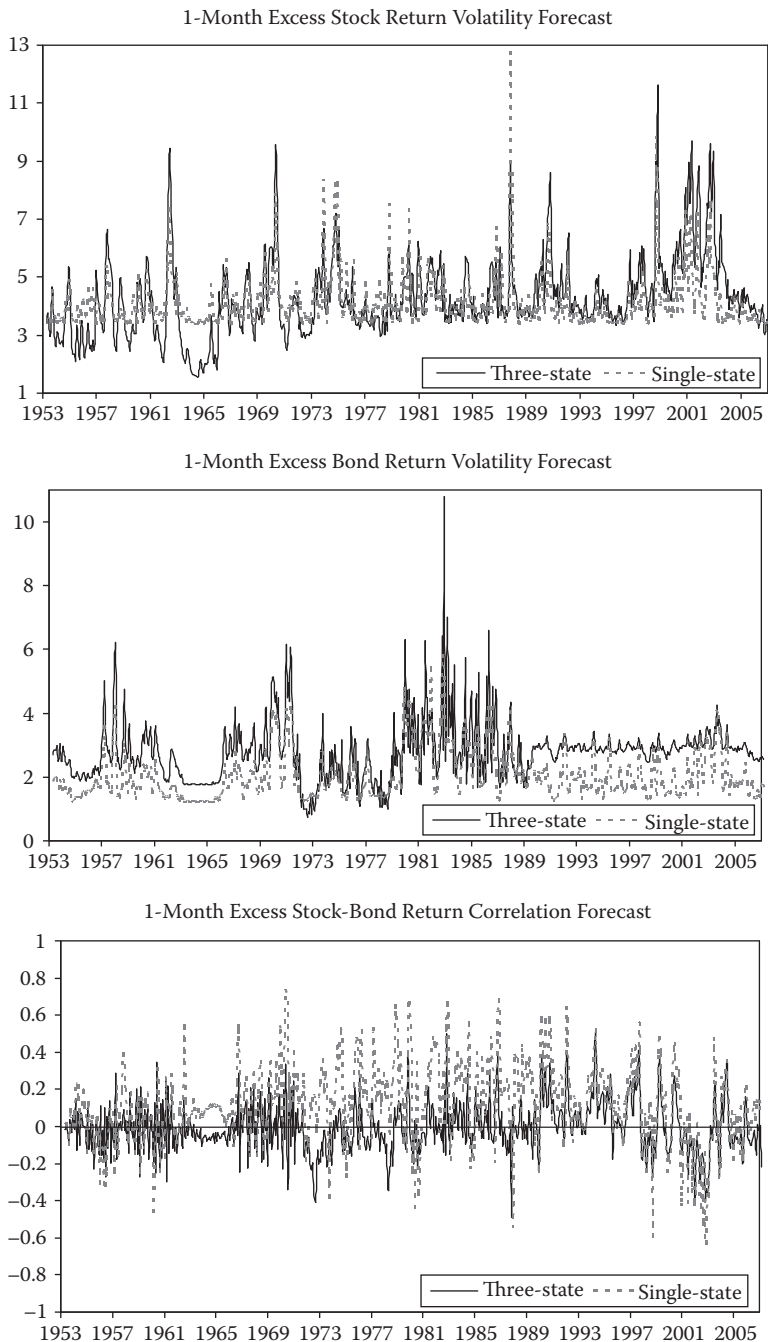 1-Month Excess Stock Return Volatility Forecast
13
11
9
7
5
3
1
Three-state Single-state
1953 1957 1961 1965 1969 1973 1977 1981 1989 1993 1997 2001 2005
1-Month Excess Bond Return Volatility Forecast
10
8
6
4
2
0
Three-state Single-state
1953 1957 1961 1965 1969 1973 1977 1981 1985 1989 1993 1997 2001 2005
1-Month Excess Stock-Bond Return Correlation Forecast
1
0.8
0.6
0.4
0.2
0
−0.2
−0.4
−0.6
−0.8
−1
Three-state Single-state
1953 1957 1961 1965 1969 1973 1977 1981 1985 1989 1993 1997 2001 2005